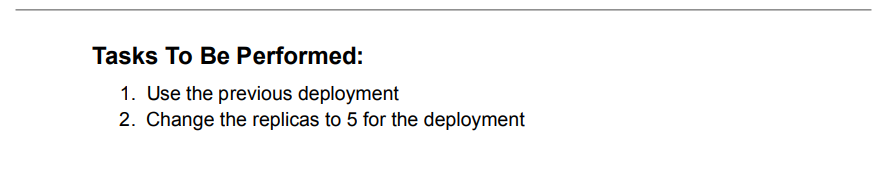 Tasks To Be Performed:
1. Use the previous deployment
2. Change the replicas to 5 for the deployment